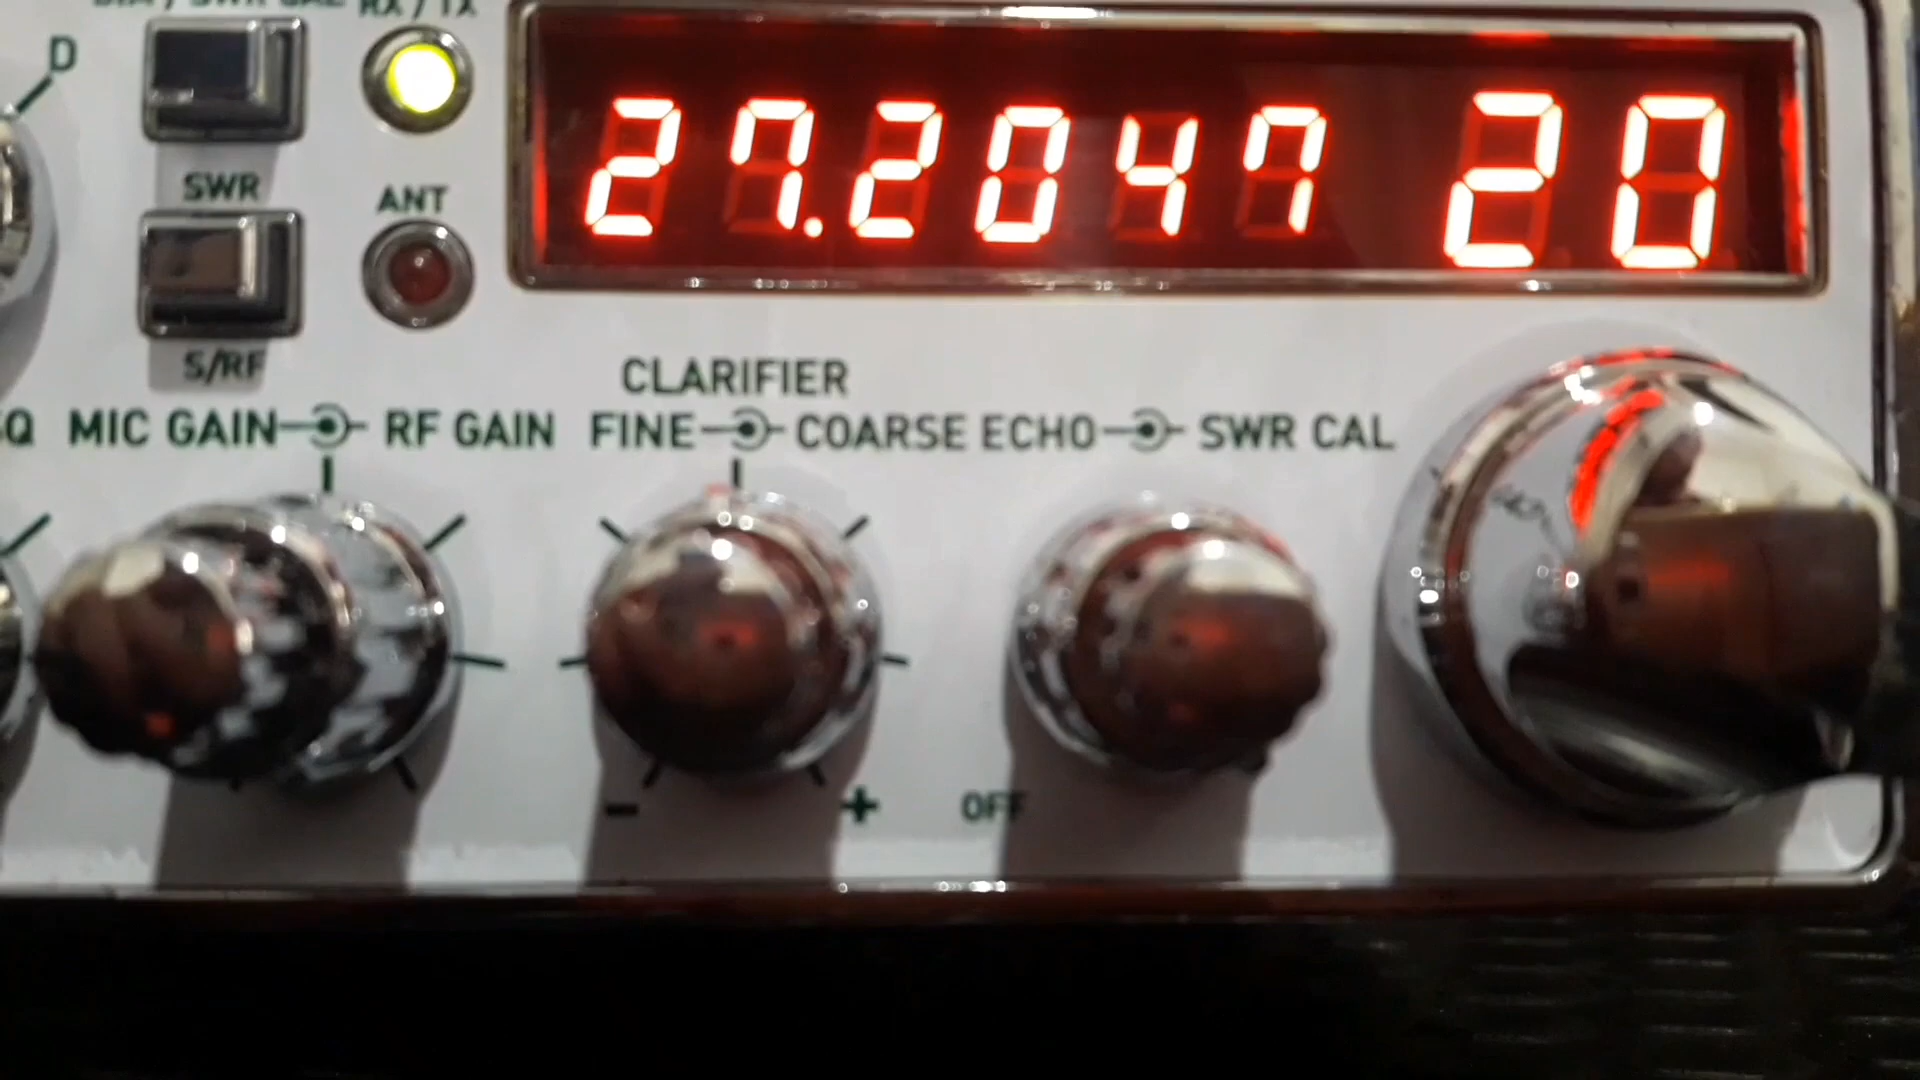 RX / TX
D
27.2047 20
SWR
ANT
S/RF
CLARIFIER
MIC GAIN RF GAIN FINE COARSE ECHO SWR CAL
- + OFF